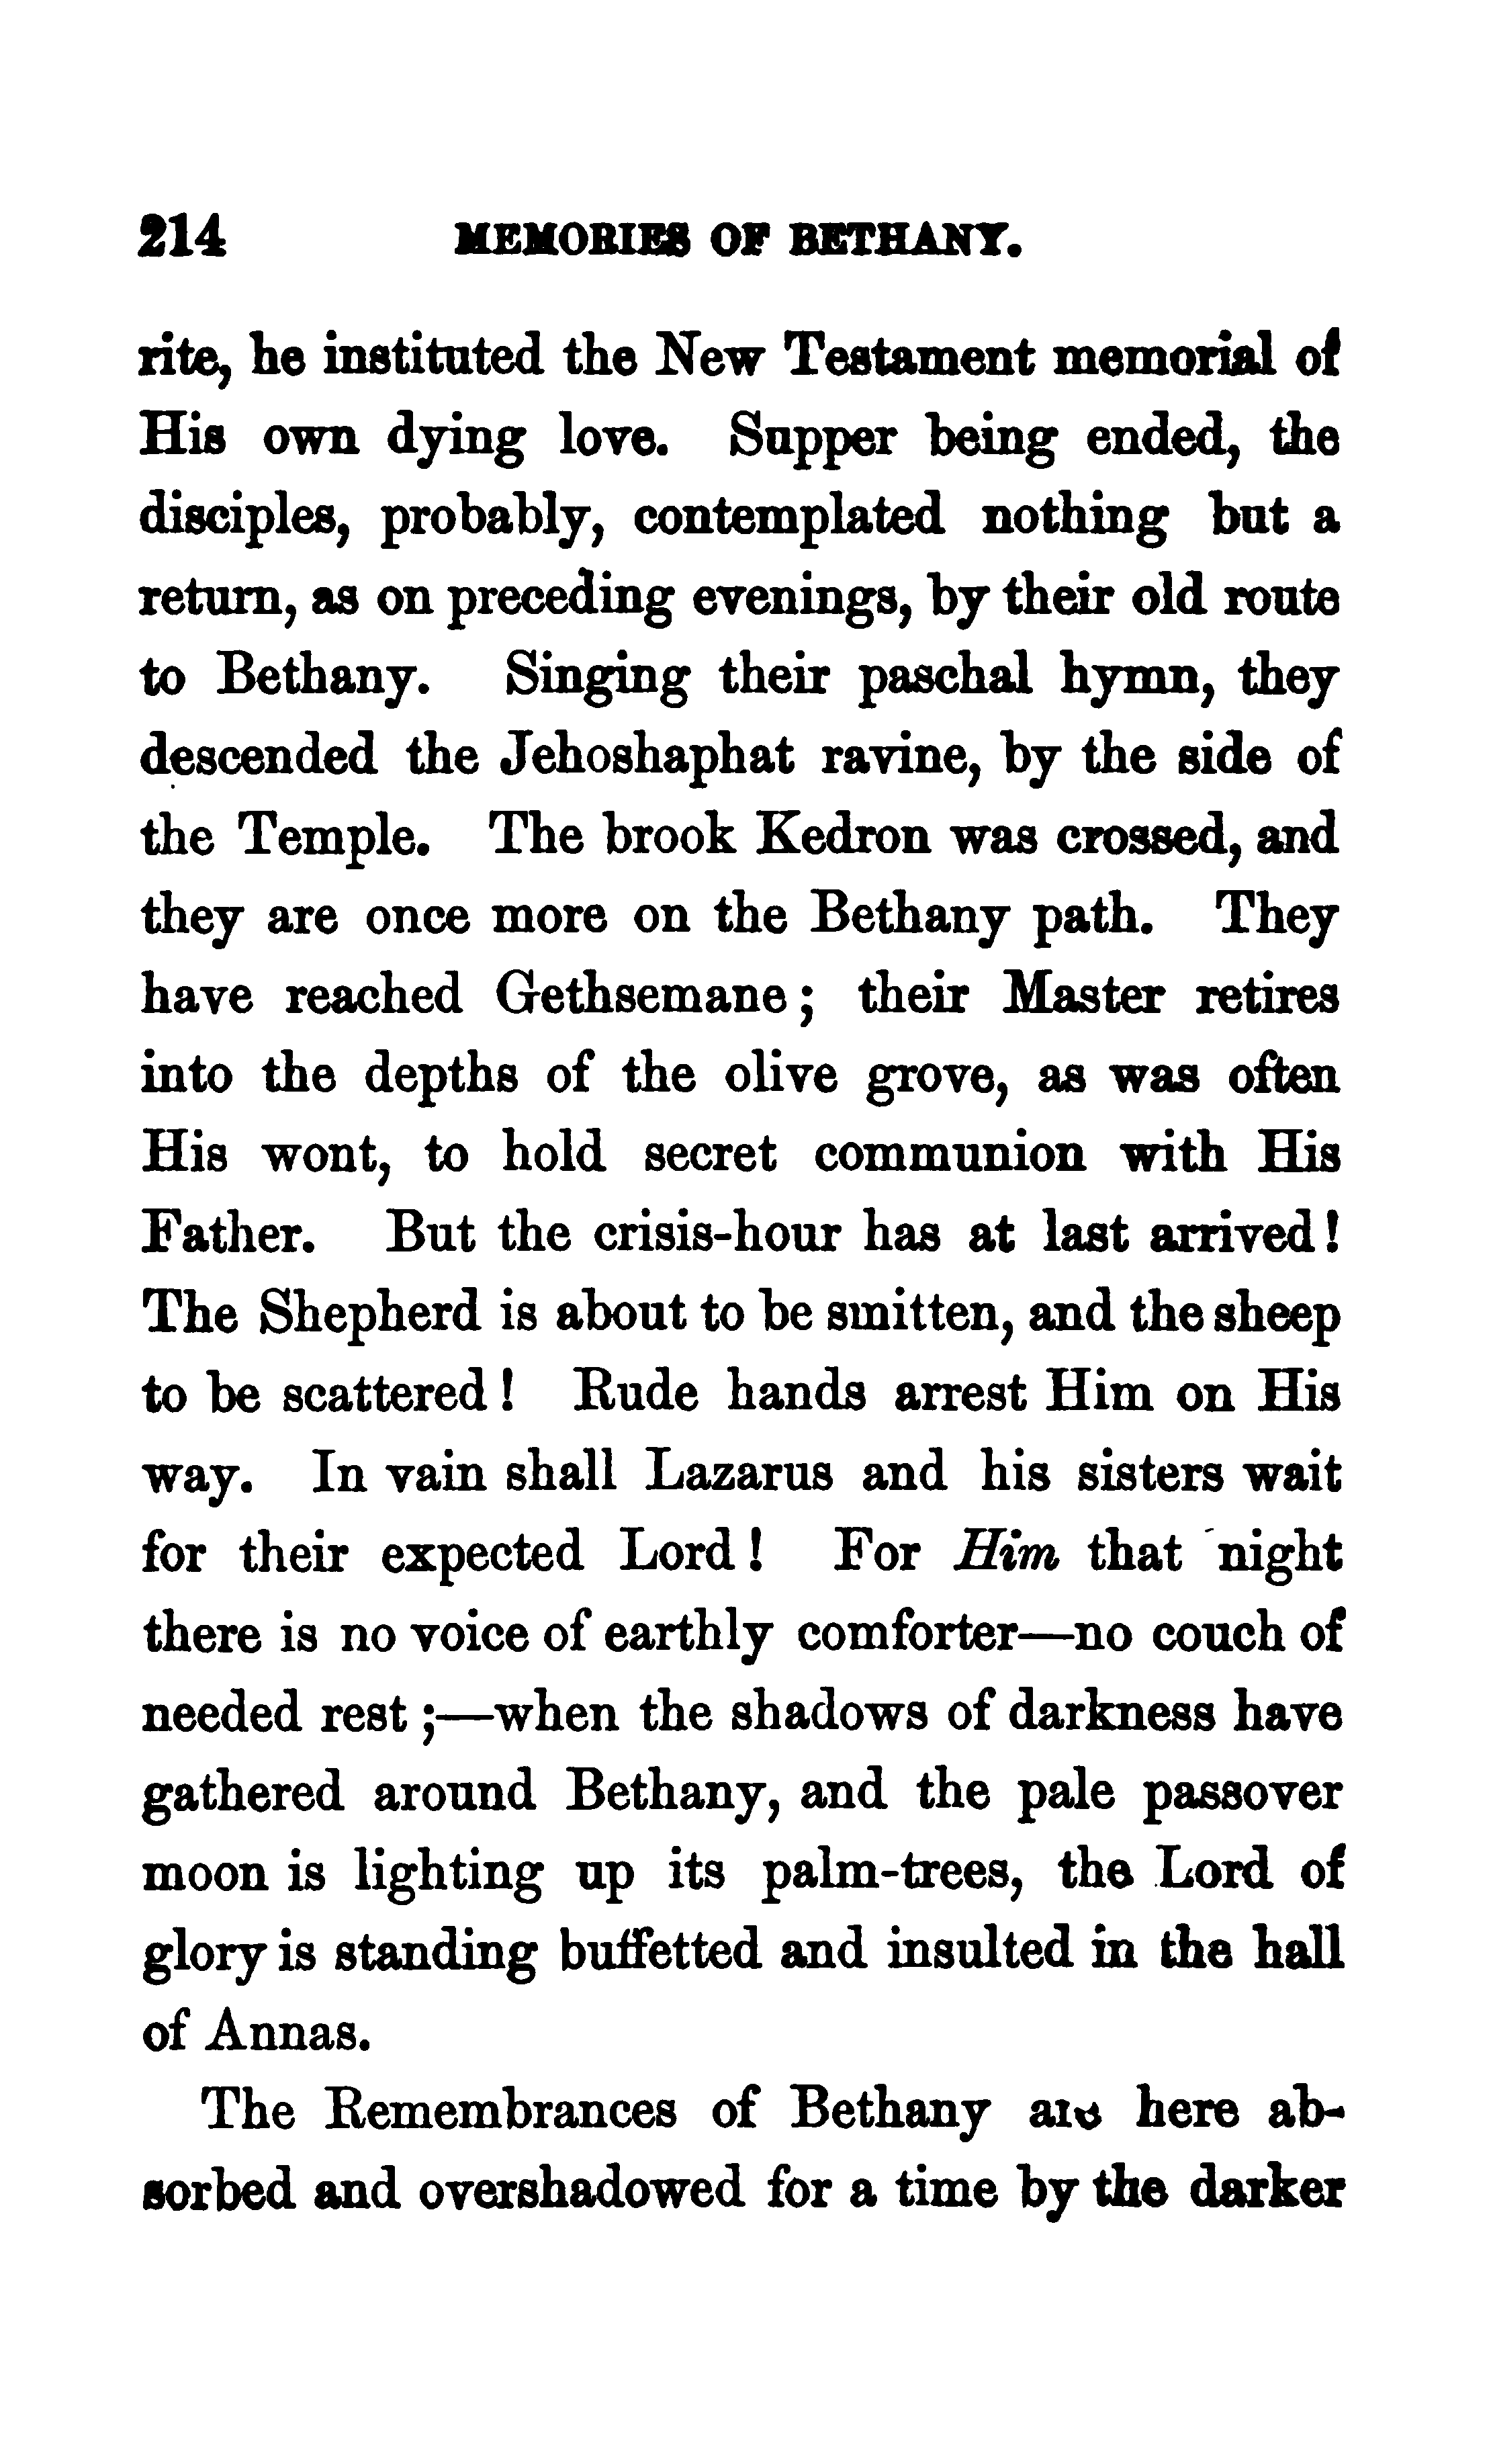 214 MEMORIES OF BETHANY.
rite, he instituted the New Testament memorial of
His own dying love. Supper being ended, the
disciples, probably, contemplated nothing but a
return, as on preceding evenings, by their old route
to Bethany. Singing their paschal hymn, they
descended the Jehoshaphat ravine, by the side of
the Temple. The brook Kedron was crossed, and
they are once more on the Bethany path. They
have reached Gethsemane; their Master retires
into the depths of the olive grove, as was often
His wont, to hold secret communion with His
Father. But the crisis-hour has at last arrived!
The Shepherd is about to be smitten, and the sheep
to be scattered! Rude hands arrest Him on His
way. In vain shall Lazarus and his sisters wait
for their expected Lord! For Him that night
there is no voice of earthly comforter—no couch of
needed rest;—when the shadows of darkness have
gathered around Bethany, and the pale passover
moon is lighting up its palm-trees, the Lord of
glory is standing buffetted and insulted in the hall
of Annas.
The Remembrances of Bethany are here ab-
sorbed and overshadowed for a time by the darker